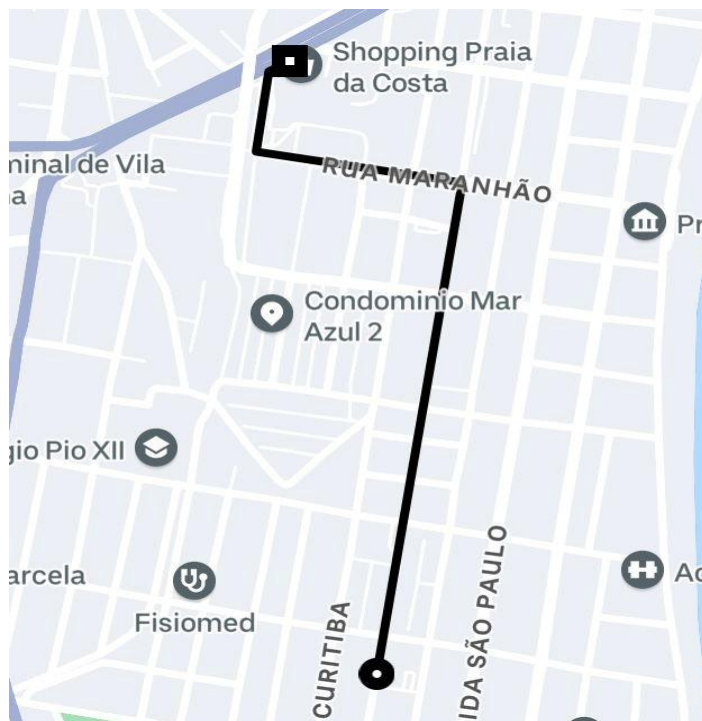 Shopping Praia
da Costa
minal de Vila
a
RUA MARANHÃO
Pr
Condominio Mar
Azul 2
gio Pio XII
IDA SÃO PAULO
arcela
Ac
Fisiomed
CURITIBA